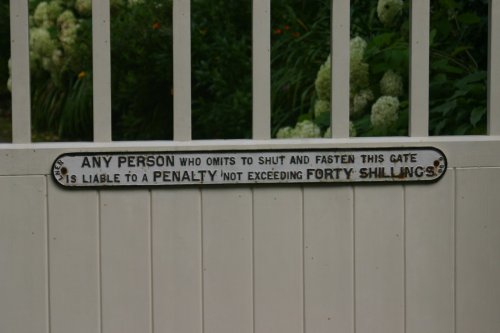 ANY PERSON WHO OMITS TO SHUT AND FASTEN THIS GATE
IS LIABLE TO A PENALTY NOT EXCEEDING FORTY SHILLINGS